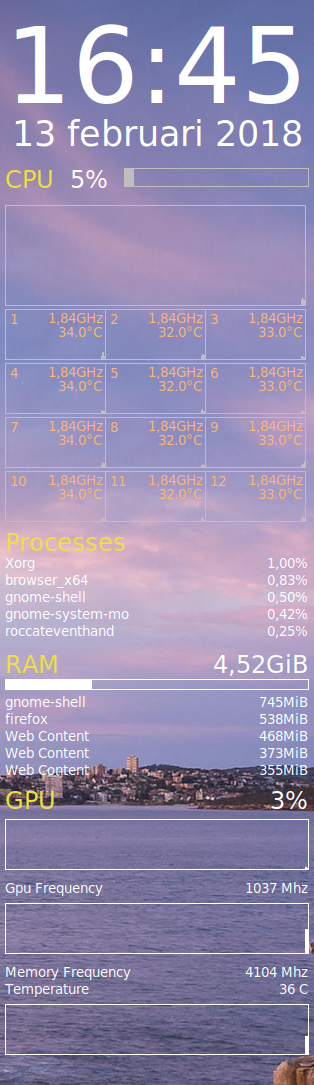 16:45
13 februari 2018
CPU 5%
1 1,84GHz 2 1,84GHz 3 1,84GHz
34.0°C 32.0°C 33.0°C
4 1,84GHz 5 1,84GHz 6 1,84GHz
34.0°C 32.0°C 33.0°C
7 1,84GHz 8 1,84GHz 9 1,84GHz
34.0°C 32.0°C 33.0°C
10 1,84GHz 11 1,84GHz 12 1,84GHz
34.0°C 32.0°C 33.0°C
Processes
Xorg 1,00%
browser_x64 0,83%
gnome-shell 0,50%
gnome-system-mo 0,42%
roccateventhand 0,25%
RAM 4,52GiB
gnome-shell 745MiB
firefox 538MiB
Web Content 468MiB
Web Content 373MiB
Web Content 355MiB
GPU 3%
Gpu Frequency 1037 Mhz
Memory Frequency 4104 Mhz
Temperature 36 C